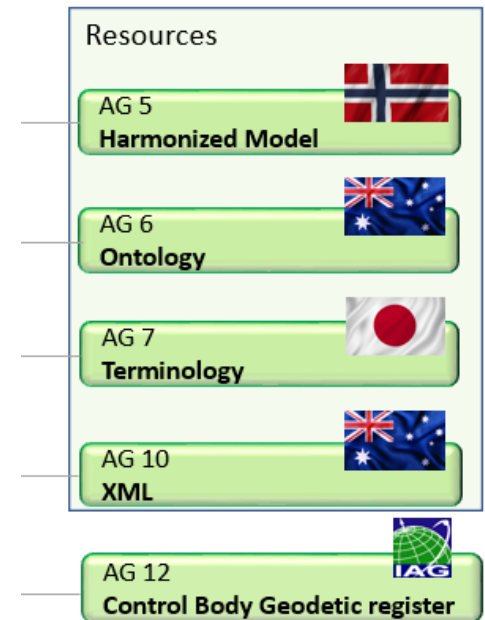 Resources
AG 5
Harmonized Model
AG 6
Ontology
AG 7
Terminology
AG 10
XML
IAG
AG 12
Control Body Geodetic register